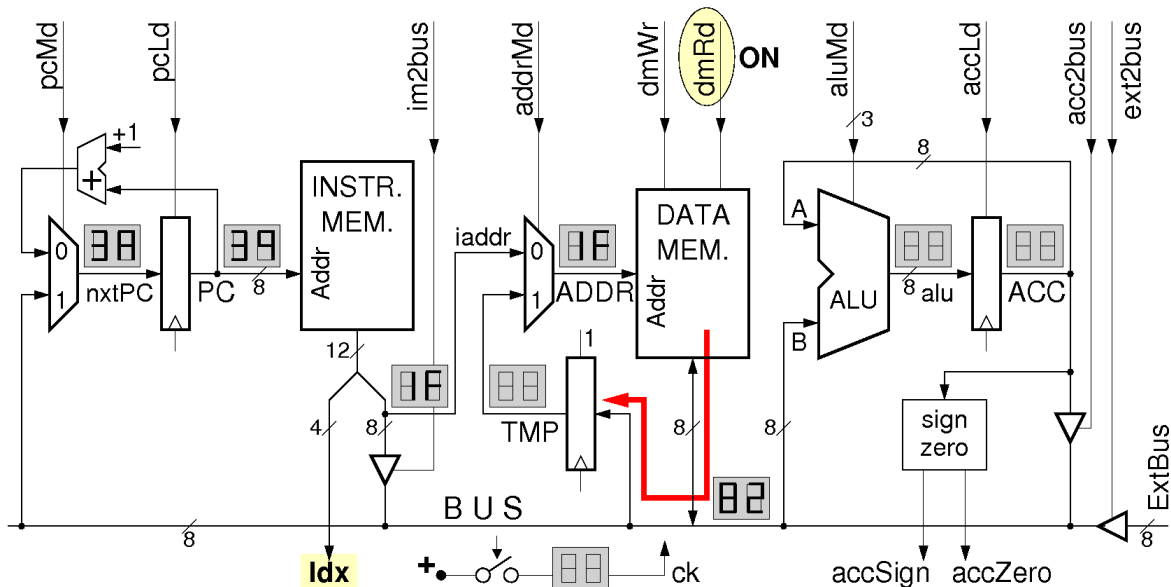 pcMd
pcLd
im2bus
addrMd
dmWr
dmRd
ON
aluMd
accLd
acc2bus
ext2bus
3
+1
+
8
INSTR.
MEM.
Addr
DATA
MEM.
Addr
A
B
ALU
0
1
3A
nxtPC
39
PC
8
iaddr
0
1
1F
ADDR
8
alu
ACC
12
4
8
1F
TMP
1
8
82
8
sign
zero
ExtBus
8
BUS
8
Idx
+
ck
accSign
accZero